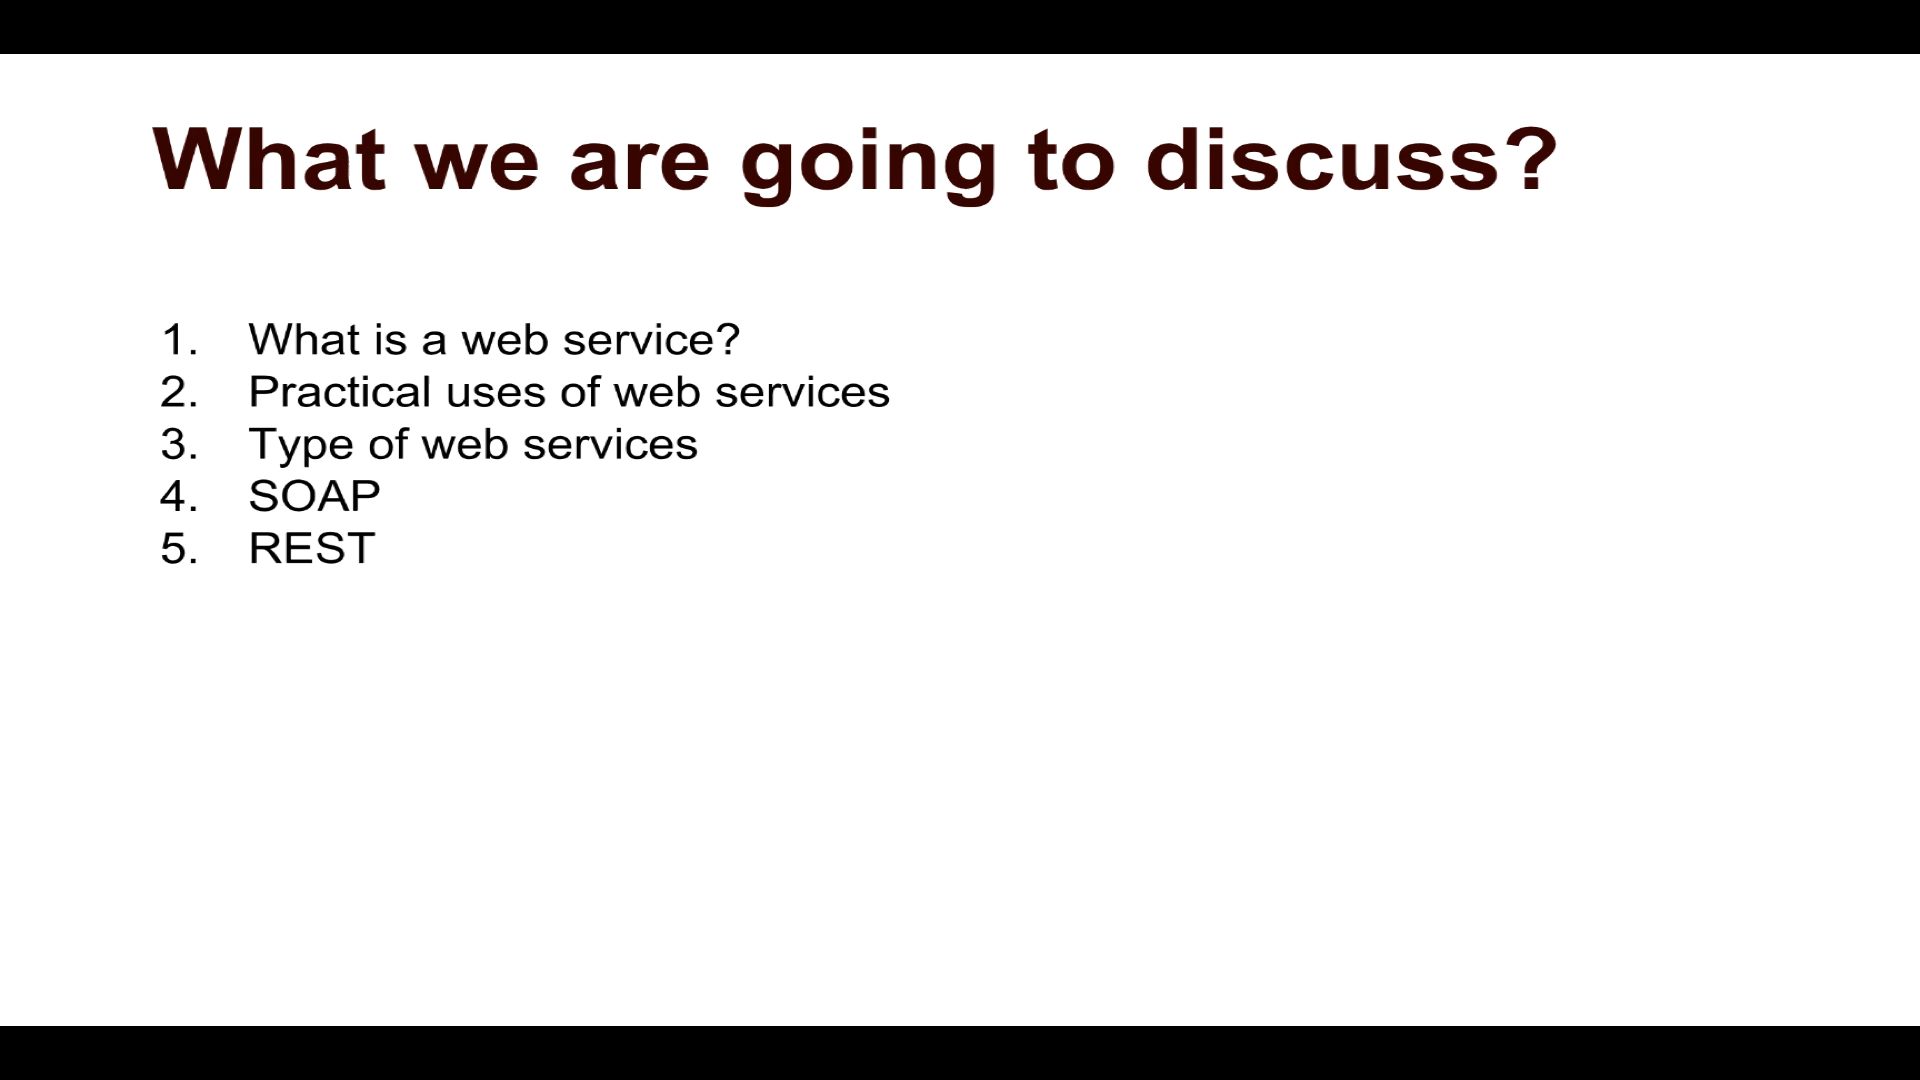 What we are going to discuss?
1. What is a web service?
2. Practical uses of web services
3. Type of web services
4. SOAP
5. REST